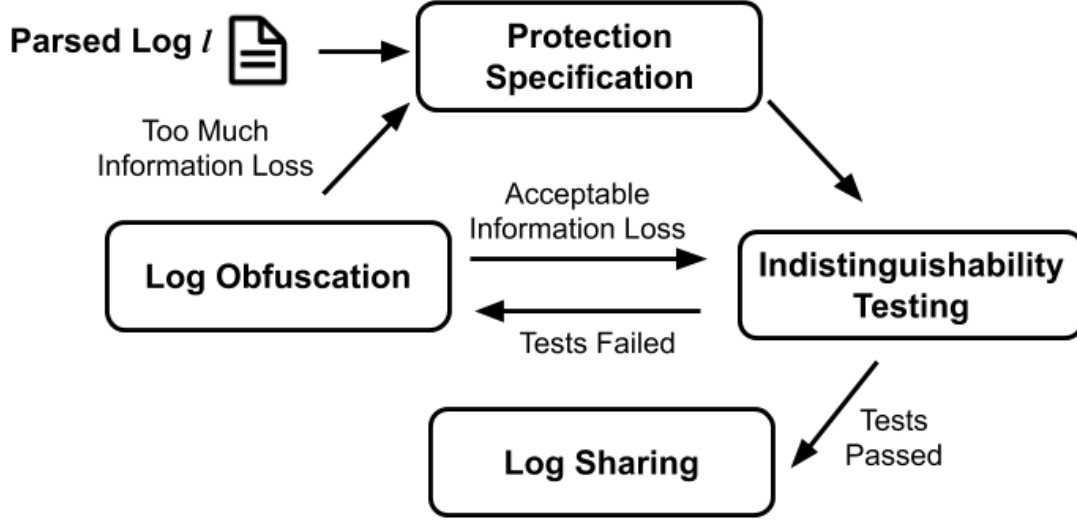 Parsed Log l
Protection
Specification
Too Much
Information Loss
Acceptable
Information Loss
Log Obfuscation
Indistinguishability
Testing
Tests Failed
Tests
Passed
Log Sharing